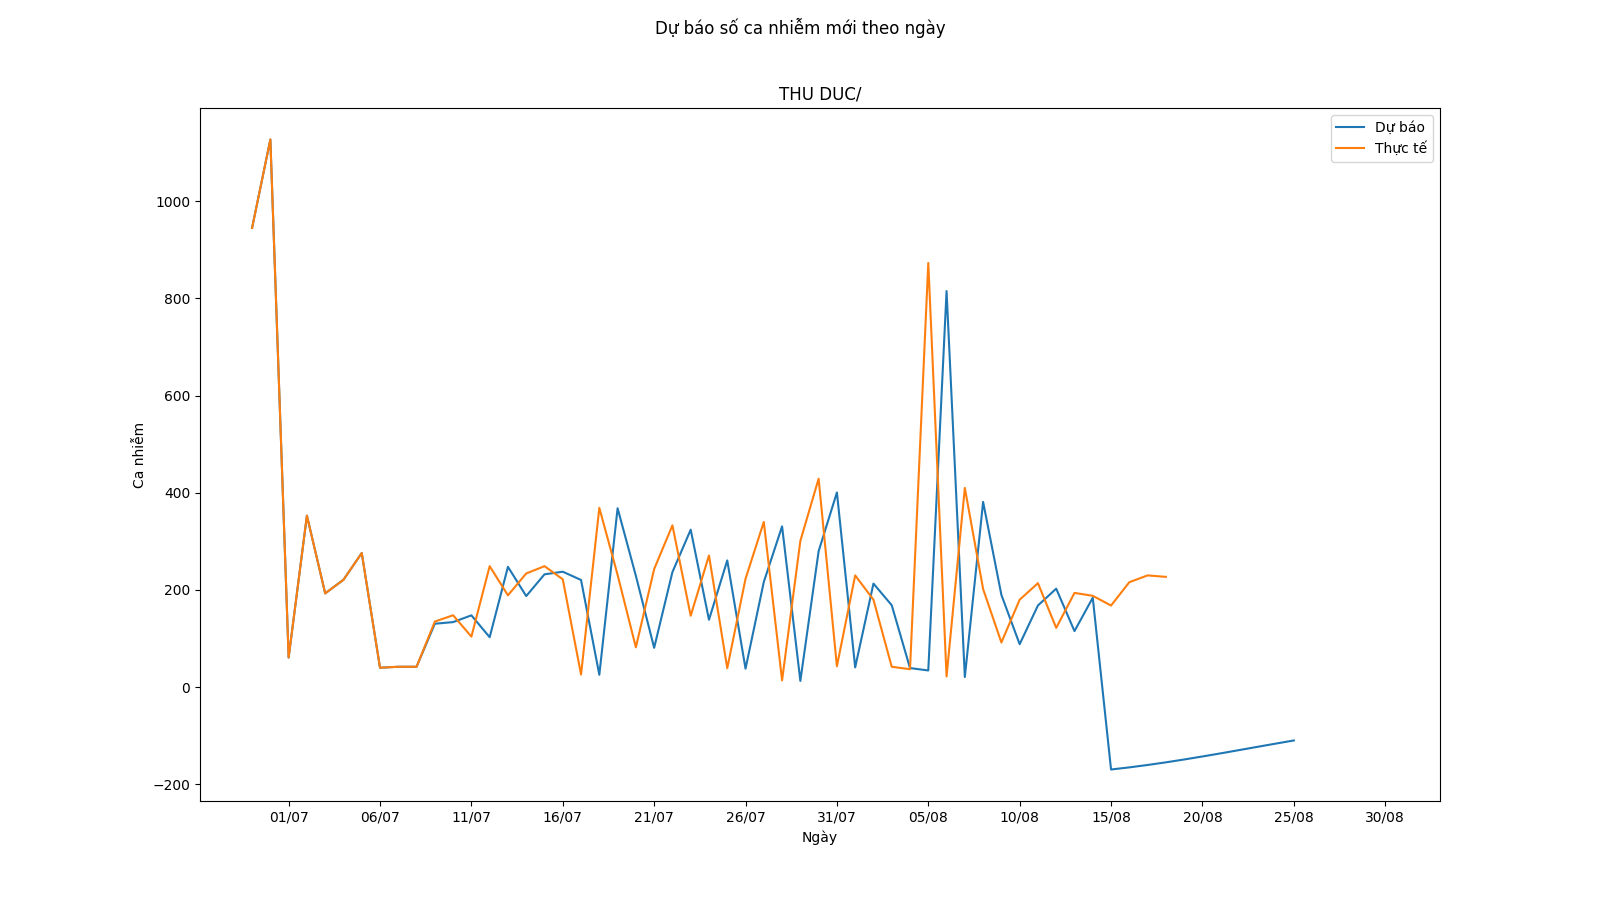 Dự báo số ca nhiễm mới theo ngày
THU DUC/
Dự báo
Thực tế
Ca nhiễm
1000
800
600
400
200
0
−200
01/07 06/07 11/07 16/07 21/07 26/07 31/07 05/08 10/08 15/08 20/08 25/08 30/08
Ngày